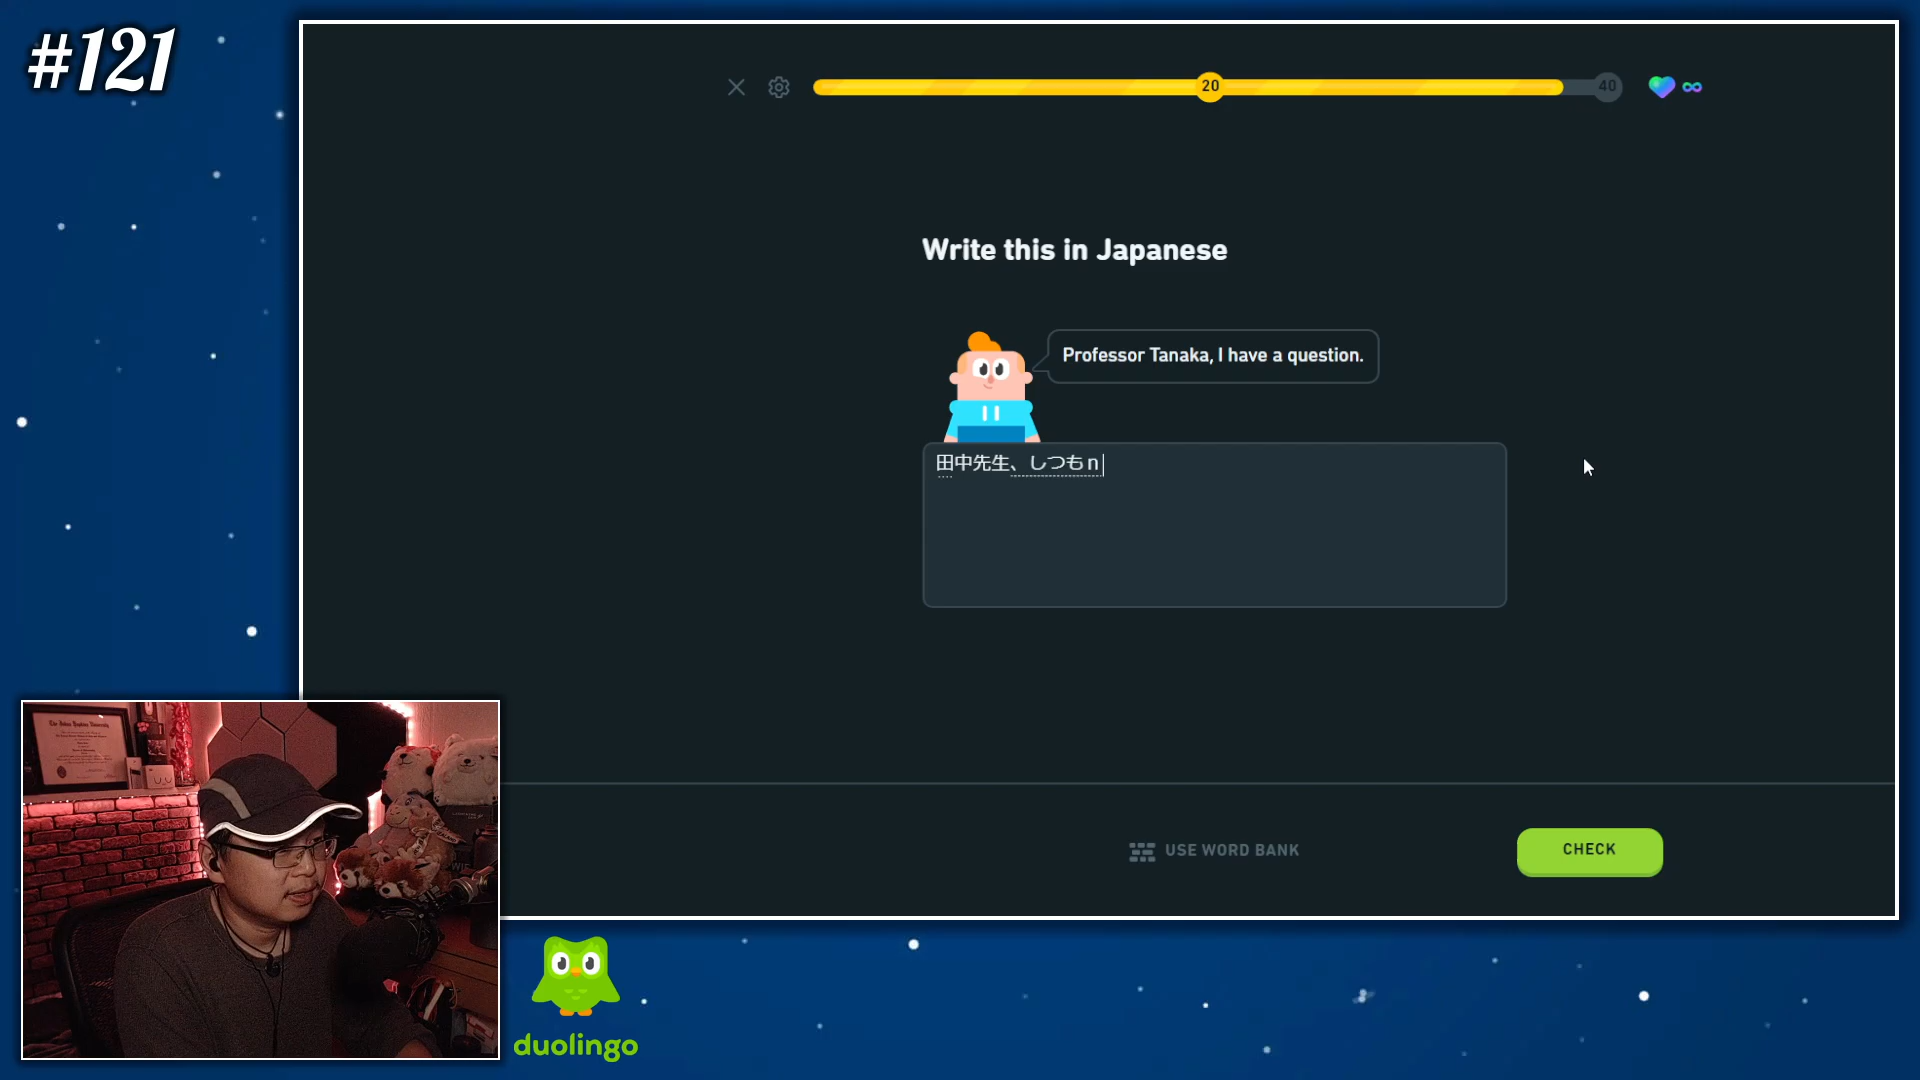 #121
20
40
Write this in Japanese
Professor Tanaka, I have a question.
田中先生、しつもｎ
USE WORD BANK
CHECK
duolingo